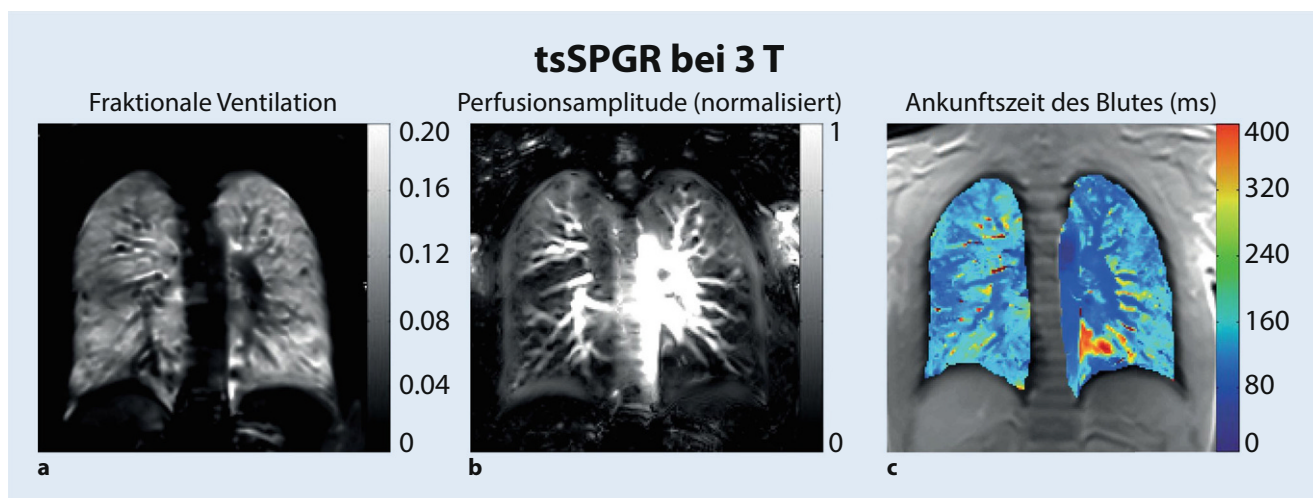 tsSPGR bei 3 T
Fraktionale Ventilation
0.20
0.16
0.12
0.08
0.04
0
a
Perfusionsamplitude (normalisiert)
1
0
b
Ankunftszeit des Blutes (ms)
400
320
240
160
80
0
c